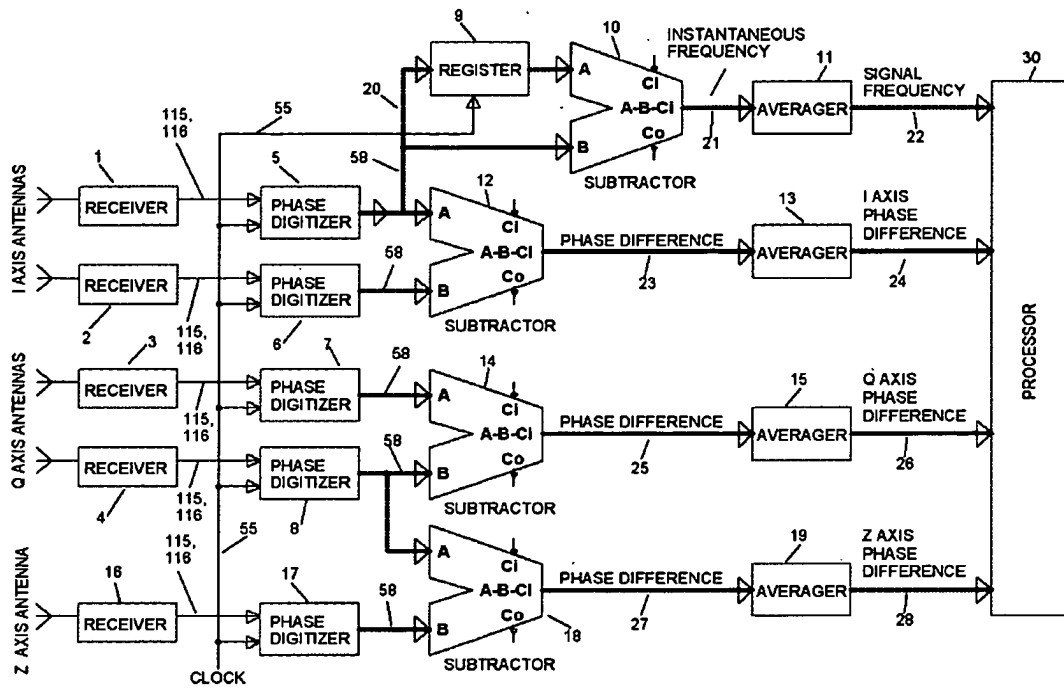 9
10
INSTANTANEOUS
FREQUENCY
11
SIGNAL
FREQUENCY
30
REGISTER
A
CI
A-B-CI
Co
B
AVERAGER
20
21
22
55
58
SUBTRACTOR
115,
116
1
5
12
13
I AXIS
PHASE
DIFFERENCE
I AXIS ANTENNAS
RECEIVER
PHASE
DIGITIZER
A
CI
A-B-CI
Co
B
PHASE DIFFERENCE
AVERAGER
23
24
RECEIVER
PHASE
DIGITIZER
58
SUBTRACTOR
2
115,
116
6
PROCESSOR
3
7
14
15
Q AXIS
PHASE
DIFFERENCE
Q AXIS ANTENNAS
RECEIVER
PHASE
DIGITIZER
58
A
CI
A-B-CI
Co
B
PHASE DIFFERENCE
AVERAGER
25
26
115,
116
RECEIVER
PHASE
DIGITIZER
58
SUBTRACTOR
4
115,
116
8
55
115,
116
16
17
19
Z AXIS
PHASE
DIFFERENCE
Z AXIS ANTENNA
RECEIVER
PHASE
DIGITIZER
58
A
CI
A-B-CI
Co
B
PHASE DIFFERENCE
AVERAGER
18
27
28
SUBTRACTOR
CLOCK